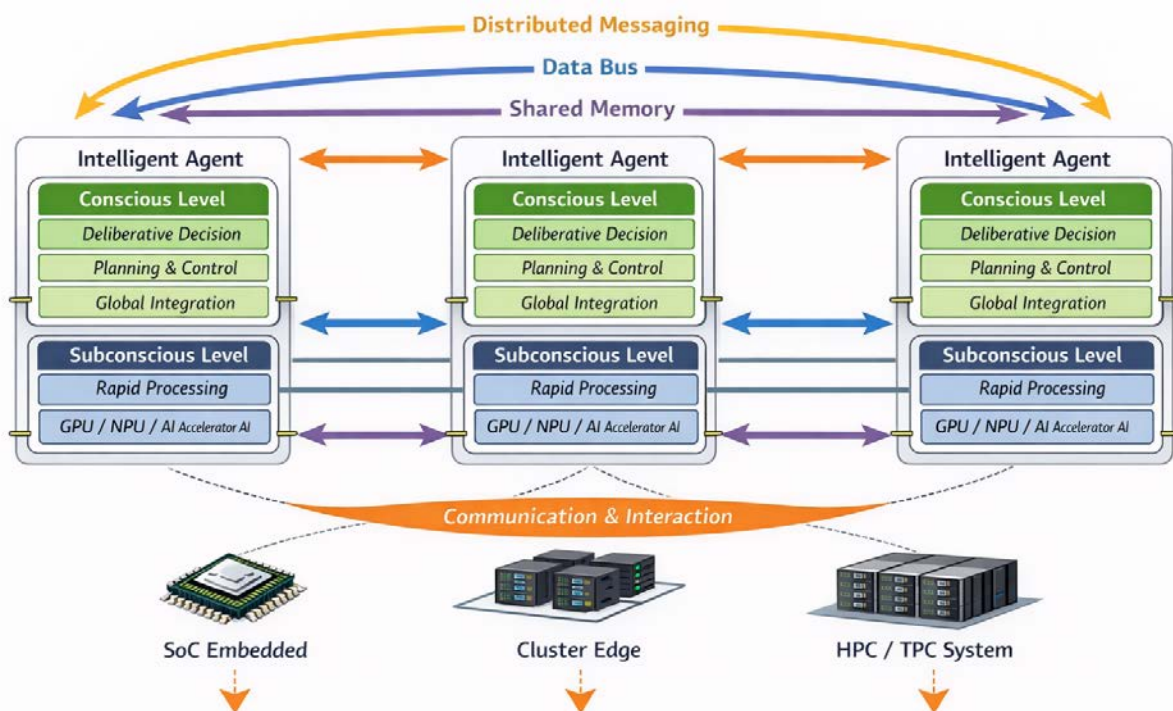 Distributed Messaging
Data Bus
Shared Memory
Intelligent Agent
Conscious Level
Deliberative Decision
Planning & Control
Global Integration
Subconscious Level
Rapid Processing
GPU / NPU / AI Accelerator AI
Intelligent Agent
Conscious Level
Deliberative Decision
Planning & Control
Global Integration
Subconscious Level
Rapid Processing
GPU / NPU / AI Accelerator AI
Intelligent Agent
Conscious Level
Deliberative Decision
Planning & Control
Global Integration
Subconscious Level
Rapid Processing
GPU / NPU / AI Accelerator AI
Communication & Interaction
SoC Embedded
Cluster Edge
HPC / TPC System